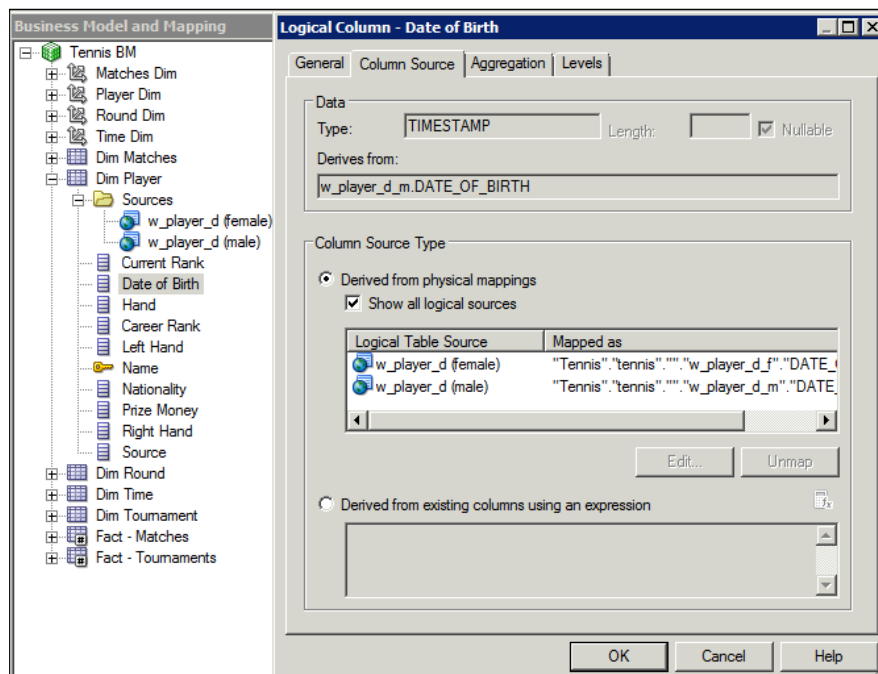 Business Model and Mapping
Tennis BM
Matches Dim
Player Dim
Round Dim
Time Dim
Dim Matches
Dim Player
Sources
w_player_d (female)
w_player_d (male)
Current Rank
Date of Birth
Hand
Career Rank
Left Hand
Name
Nationality
Prize Money
Right Hand
Source
Dim Round
Dim Time
Dim Tournament
Fact - Matches
Fact - Tournaments
Logical Column - Date of Birth
General Column Source Aggregation Levels
Data
Type: TIMESTAMP Length: Nullable
Derives from:
w_player_d_m.DATE_OF_BIRTH
Column Source Type
Derived from physical mappings
Show all logical sources
Logical Table Source Mapped as
w_player_d (female) "Tennis"."tennis".""."w_player_d_f"."DATE_
w_player_d (male) "Tennis"."tennis".""."w_player_d_m"."DATE_
Edit... Unmap
Derived from existing columns using an expression
OK Cancel Help